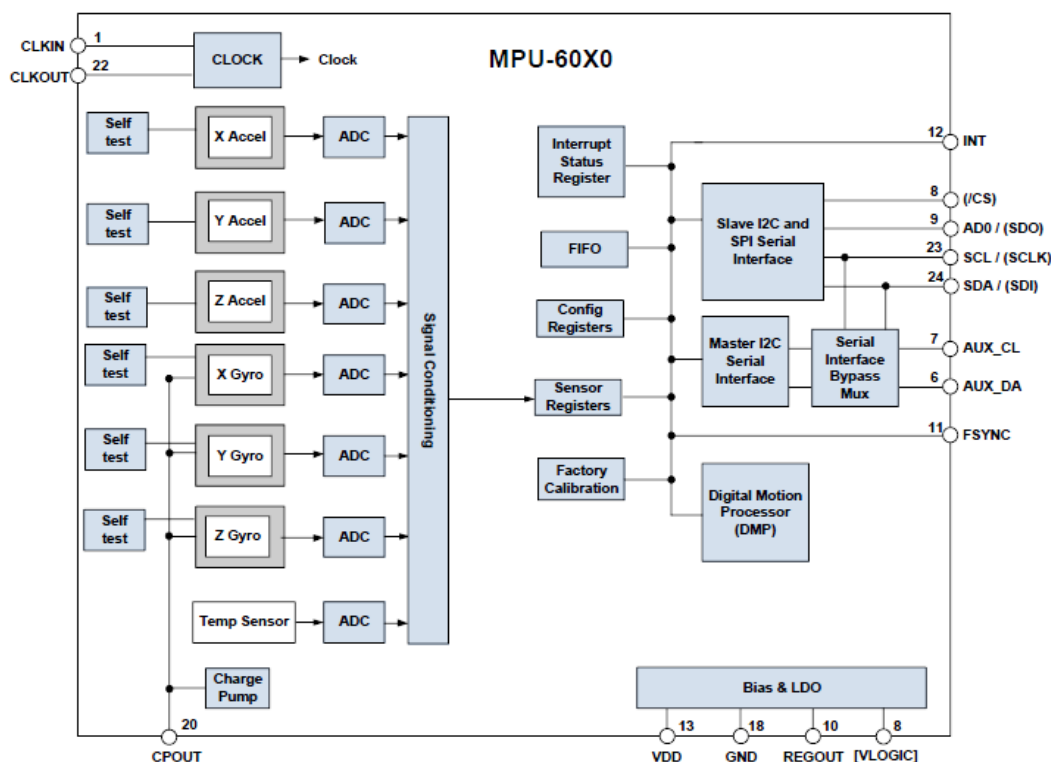 MPU-60X0
CLKIN
1
CLKOUT
22
CLOCK
Clock
Self
test
X Accel
ADC
Self
test
Y Accel
ADC
Self
test
Z Accel
ADC
Self
test
X Gyro
ADC
Self
test
Y Gyro
ADC
Self
test
Z Gyro
ADC
Temp Sensor
ADC
Signal Conditioning
Charge
Pump
20
CPOUT
Interrupt
Status
Register
FIFO
Config
Registers
Sensor
Registers
Factory
Calibration
Slave I2C and
SPI Serial
Interface
Master I2C
Serial
Interface
Serial
Interface
Bypass
Mux
Digital Motion
Processor
(DMP)
12
INT
8
(/CS)
9
AD0 / (SDO)
23
SCL / (SCLK)
24
SDA / (SDI)
7
AUX_CL
6
AUX_DA
11
FSYNC
Bias & LDO
13
VDD
18
GND
10
REGOUT
8
[VLOGIC]